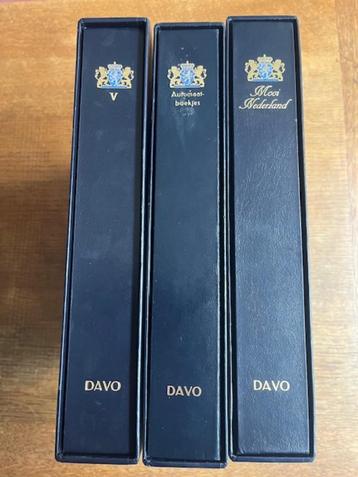 V
DAVO
Automaat-
boekjes
DAVO
Mooi
Nederland
DAVO